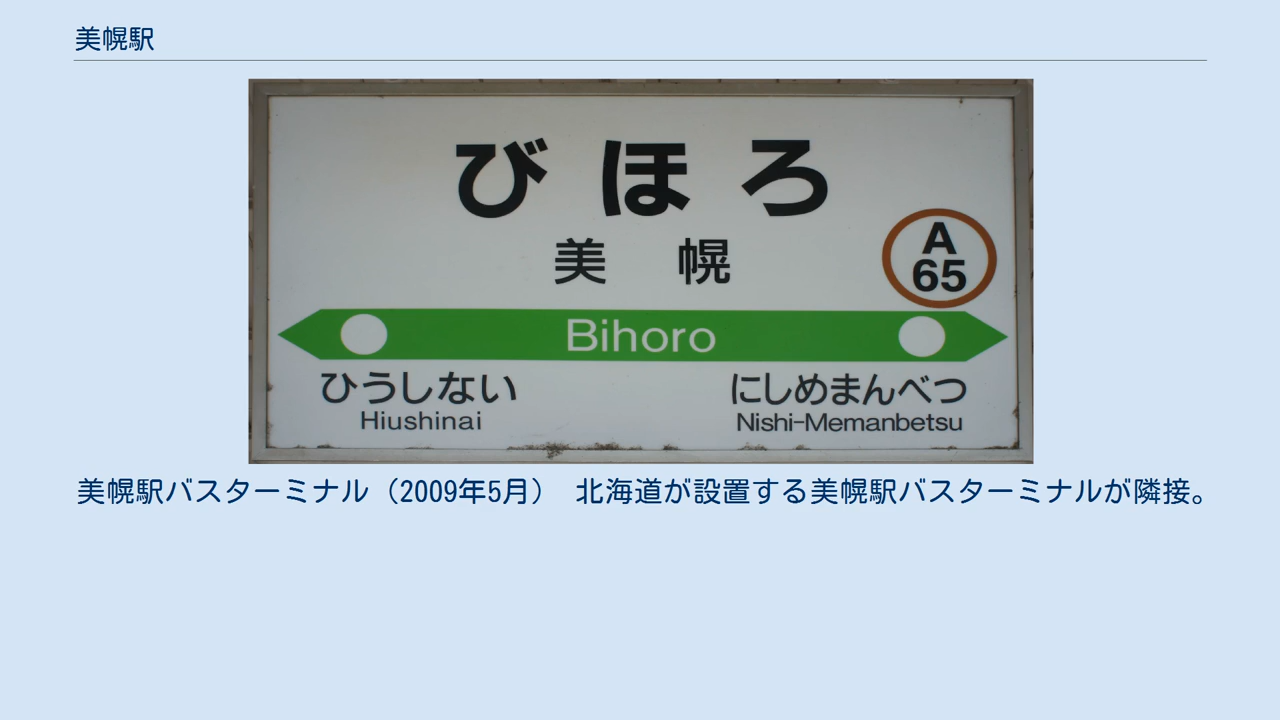 美幌駅
びほろ
美 幌
A
65
Bihoro
ひうしない にしめまんべつ
Hiushinai Nishi-Memanbetsu
美幌駅バスターミナル（2009年5月） 北海道が設置する美幌駅バスターミナルが隣接。